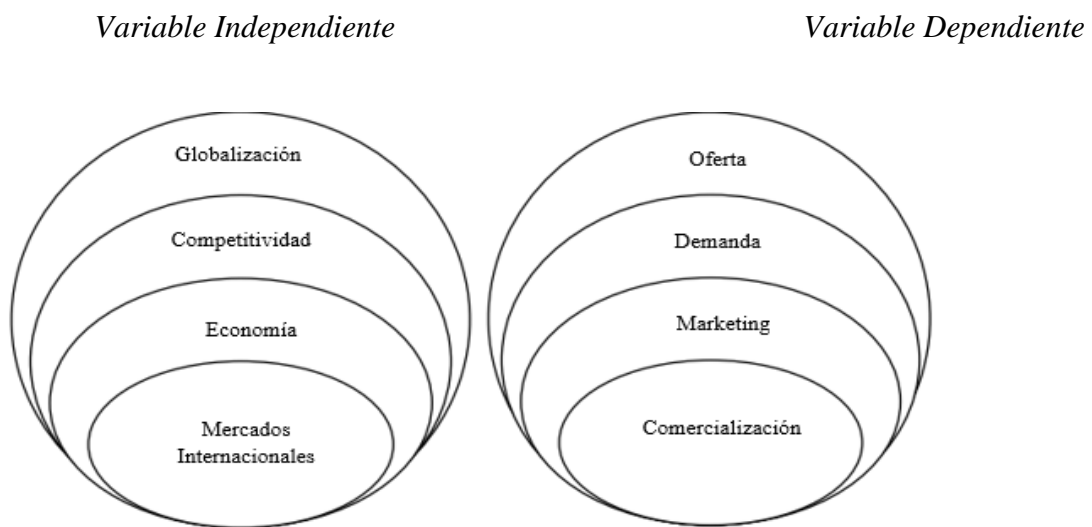 Variable Independiente
Variable Dependiente
Globalización
Competitividad
Economía
Mercados
Internacionales
Oferta
Demanda
Marketing
Comercialización